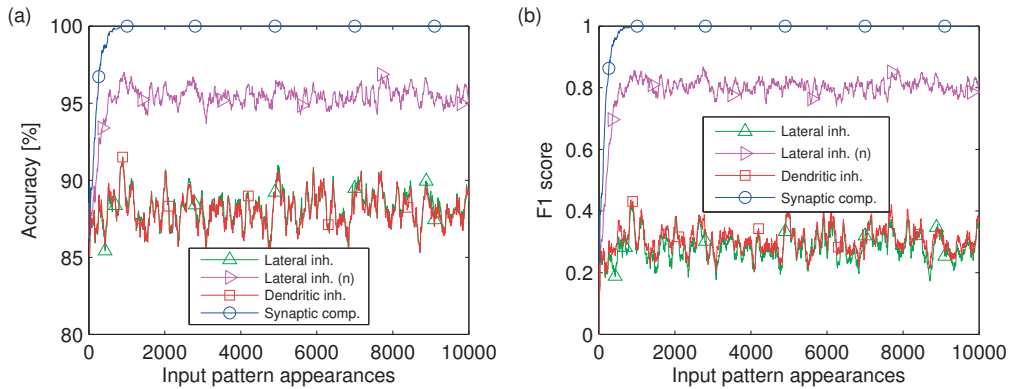 (a)
Accuracy [%]
100
95
90
85
80
Lateral inh.
Lateral inh. (n)
Dendritic inh.
Synaptic comp.
0 2000 4000 6000 8000 10000
Input pattern appearances
(b)
F1 score
1
0.8
0.6
0.4
0.2
0
Lateral inh.
Lateral inh. (n)
Dendritic inh.
Synaptic comp.
0 2000 4000 6000 8000 10000
Input pattern appearances